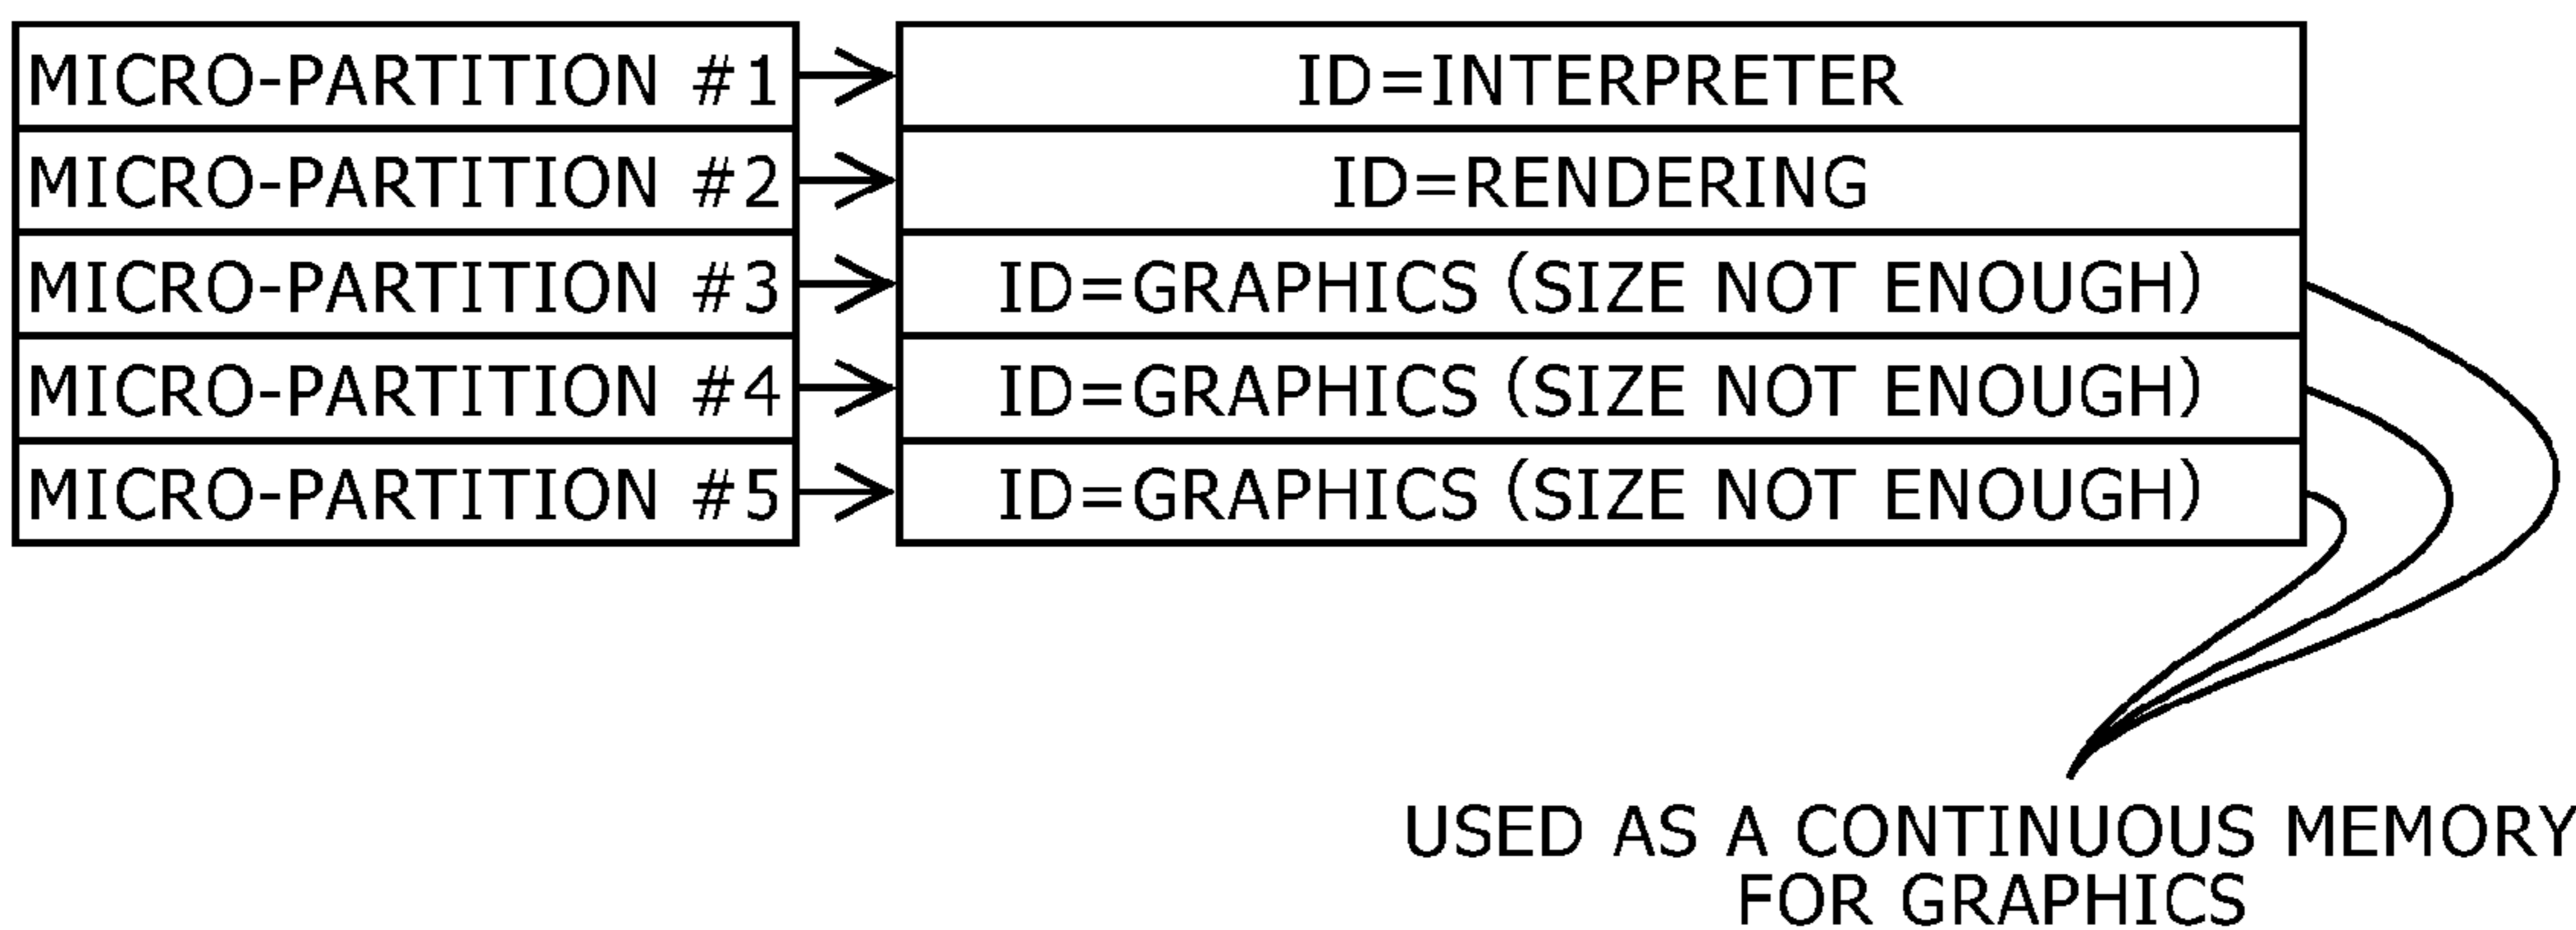 MICRO-PARTITION #1 ID=INTERPRETER
MICRO-PARTITION #2 ID=RENDERING
MICRO-PARTITION #3 ID=GRAPHICS (SIZE NOT ENOUGH)
MICRO-PARTITION #4 ID=GRAPHICS (SIZE NOT ENOUGH)
MICRO-PARTITION #5 ID=GRAPHICS (SIZE NOT ENOUGH)
USED AS A CONTINUOUS MEMORY
FOR GRAPHICS